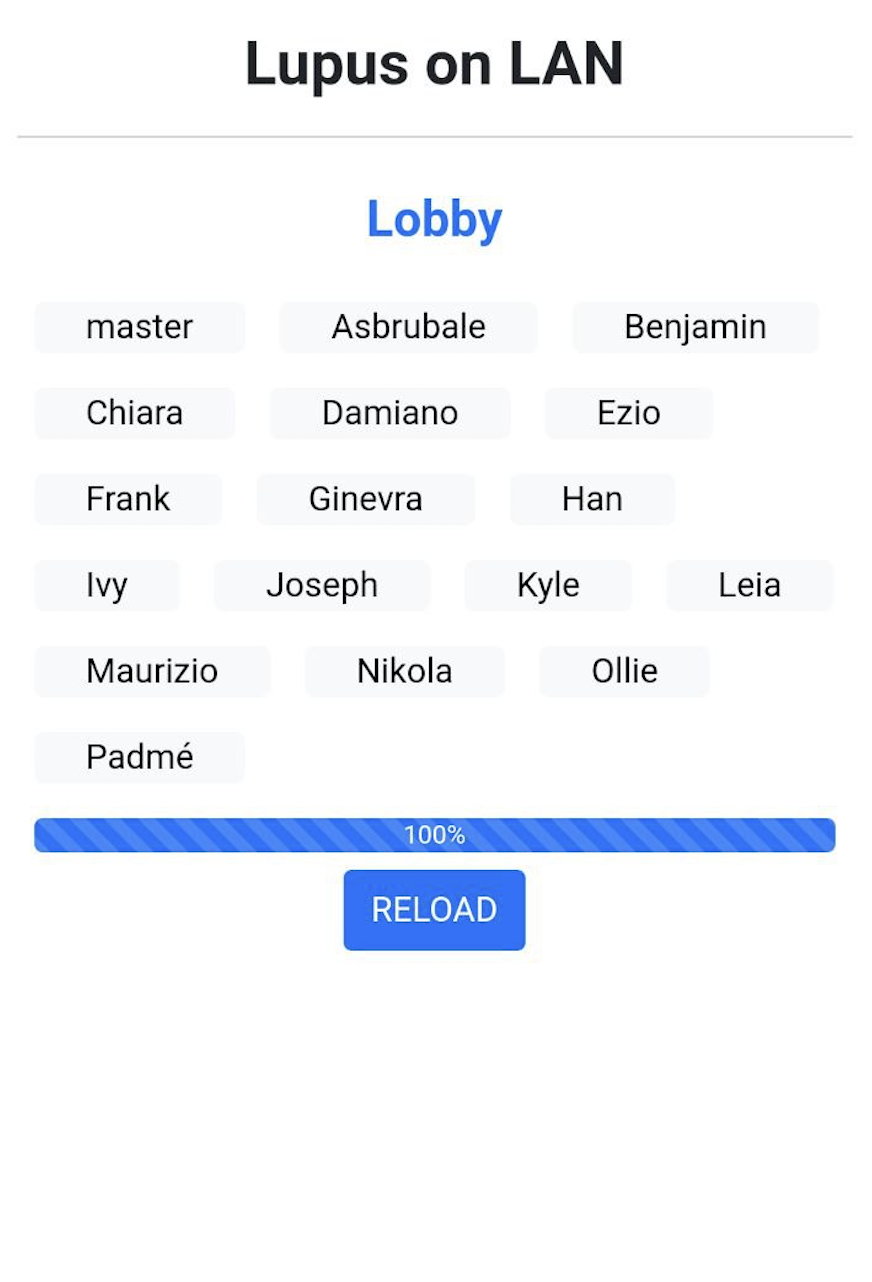 Lupus on LAN
Lobby
master Asbrubale Benjamin
Chiara Damiano Ezio
Frank Ginevra Han
Ivy Joseph Kyle Leia
Maurizio Nikola Ollie
Padmé
100%
RELOAD